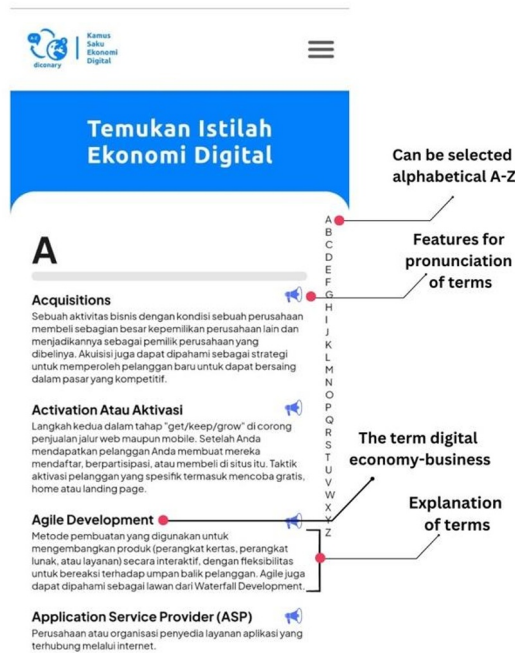 Kamus
Saku
Ekonomi
Digital
diconary
Temukan Istilah
Ekonomi Digital
Can be selected
alphabetical A-Z
A
B
C
D
E
F
G
H
I
J
K
L
M
N
O
P
Q
R
S
T
U
V
W
X
Y
Z
Features for
pronunciation
of terms
A
Acquisitions
Sebuah aktivitas bisnis dengan kondisi sebuah perusahaan
membeli sebagian besar kepemilikan perusahaan lain dan
menjadikannya sebagai pemilik perusahaan yang
dibelinya. Akuisisi juga dapat dipahami sebagai strategi
untuk memperoleh pelanggan baru untuk dapat bersaing
dalam pasar yang kompetitif.
Activation Atau Aktivasi
Langkah kedua dalam tahap "get/keep/grow" di corong
penjualan jalur web maupun mobile. Setelah Anda
mendapatkan pelanggan Anda membuat mereka
mendaftar, berpartisipasi, atau membeli di situs itu. Taktik
aktivasi pelanggan yang spesifik termasuk mencoba gratis,
home atau landing page.
The term digital
economy-business
Agile Development
Metode pembuatan yang digunakan untuk
mengembangkan produk (perangkat kertas, perangkat
lunak, atau layanan) secara interaktif, dengan fleksibilitas
untuk bereaksi terhadap umpan balik pelanggan. Agile juga
dapat dipahami sebagai lawan dari Waterfall Development.
Explanation
of terms
Application Service Provider (ASP)
Perusahaan atau organisasi penyedia layanan aplikasi yang
terhubung melalui internet.